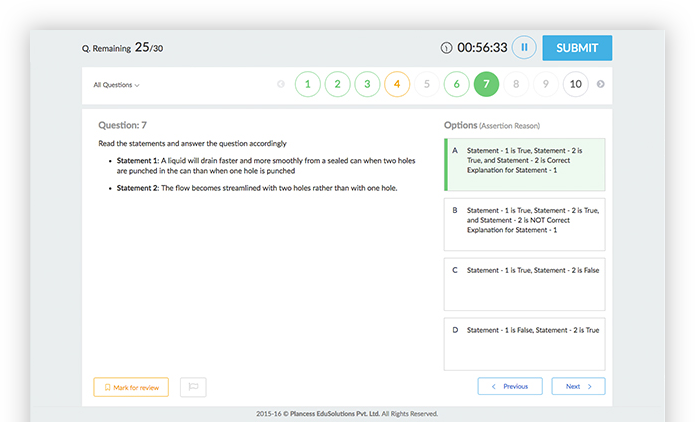 Q. Remaining 25/30
00:56:33
SUBMIT
All Questions
1 2 3 4 5 6 7 8 9 10
Question: 7
Read the statements and answer the question accordingly
• Statement 1: A liquid will drain faster and more smoothly from a sealed can when two holes
are punched in the can than when one hole is punched
• Statement 2: The flow becomes streamlined with two holes rather than with one hole.
Options (Assertion Reason)
A Statement - 1 is True, Statement - 2 is
True, and Statement - 2 is Correct
Explanation for Statement - 1
B Statement - 1 is True, Statement - 2 is True,
and Statement - 2 is NOT Correct
Explanation for Statement - 1
C Statement - 1 is True, Statement - 2 is False
D Statement - 1 is False, Statement - 2 is True
Mark for review
Previous
Next
2015-16 © Plancess EduSolutions Pvt. Ltd. All Rights Reserved.